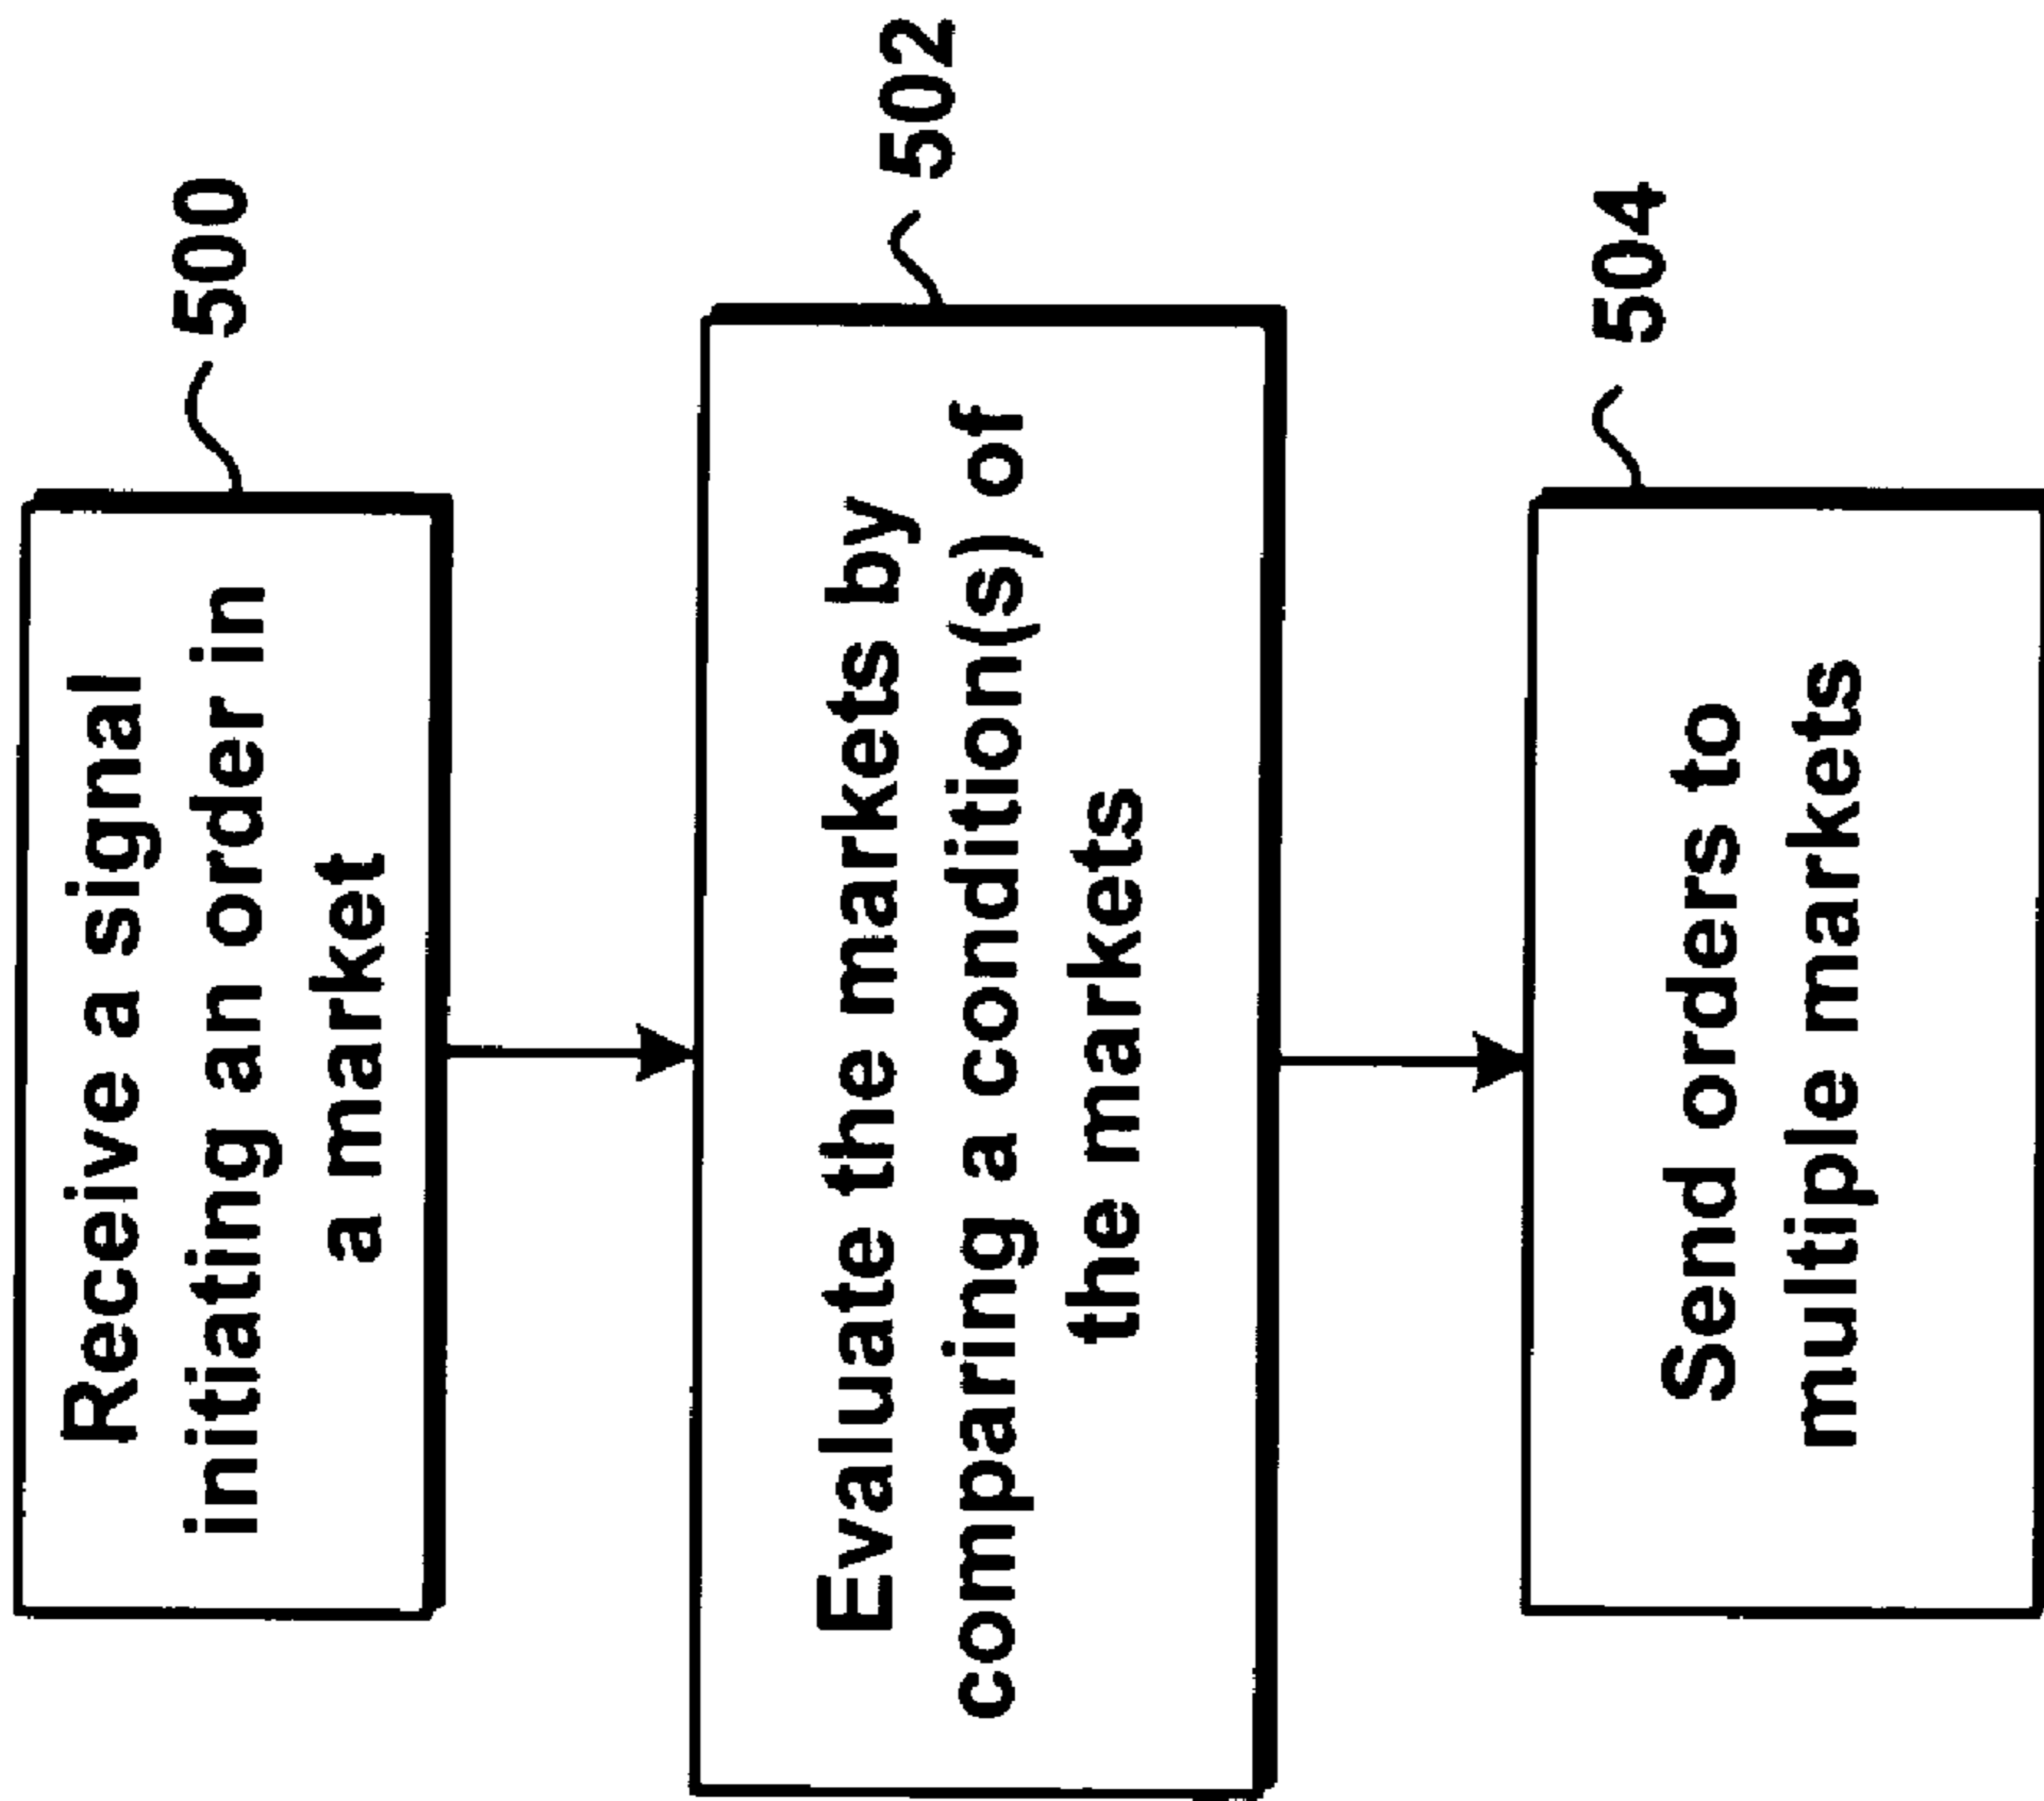 Receive a signal
initiating an order in
a market
500
Evaluate the markets by
comparing a condition(s) of
the markets
502
Send orders to
multiple markets
504